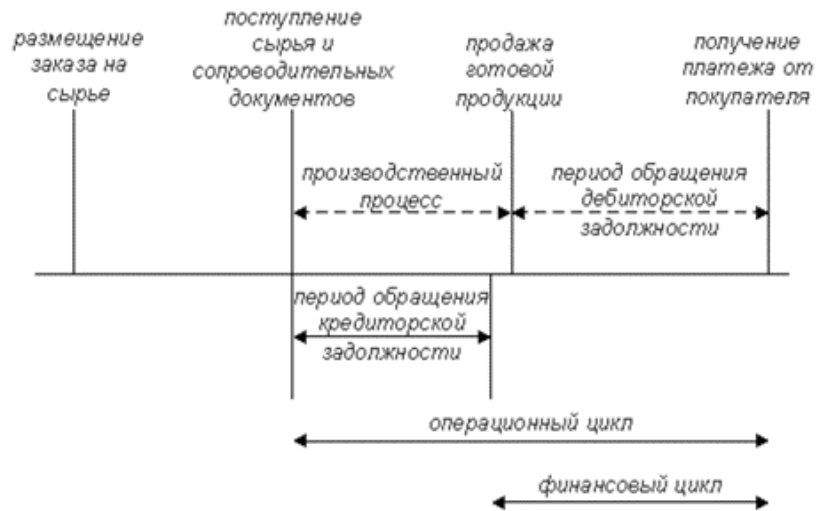 размещение
заказа на
сырье
поступление
сырья и
сопроводительных
документов
продажа
готовой
продукции
получение
платежа от
покупателя
производственный
процесс
период обращения
дебиторской
задолжности
период обращения
кредиторской
задолжности
операционный цикл
финансовый цикл